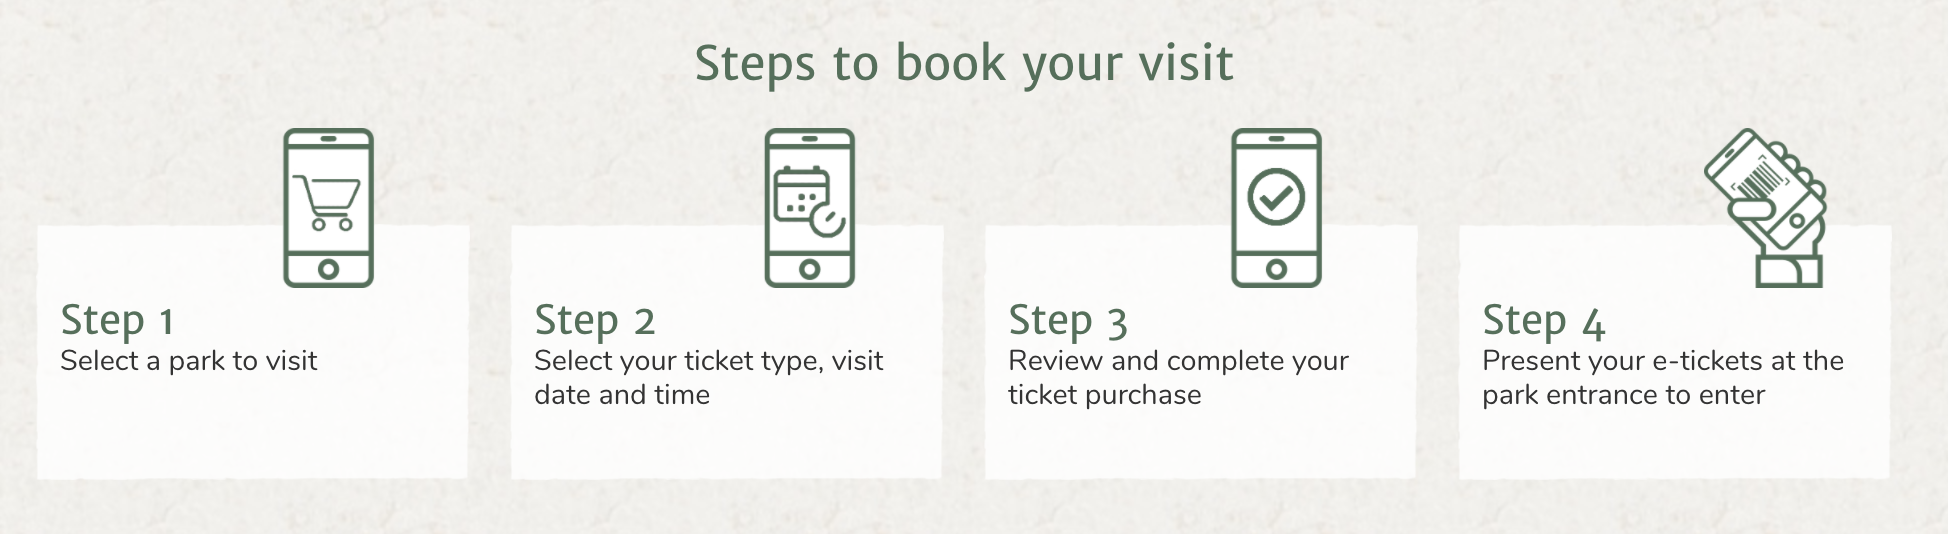 Steps to book your visit
Step 1
Select a park to visit
Step 2
Select your ticket type, visit
date and time
Step 3
Review and complete your
ticket purchase
Step 4
Present your e-tickets at the
park entrance to enter